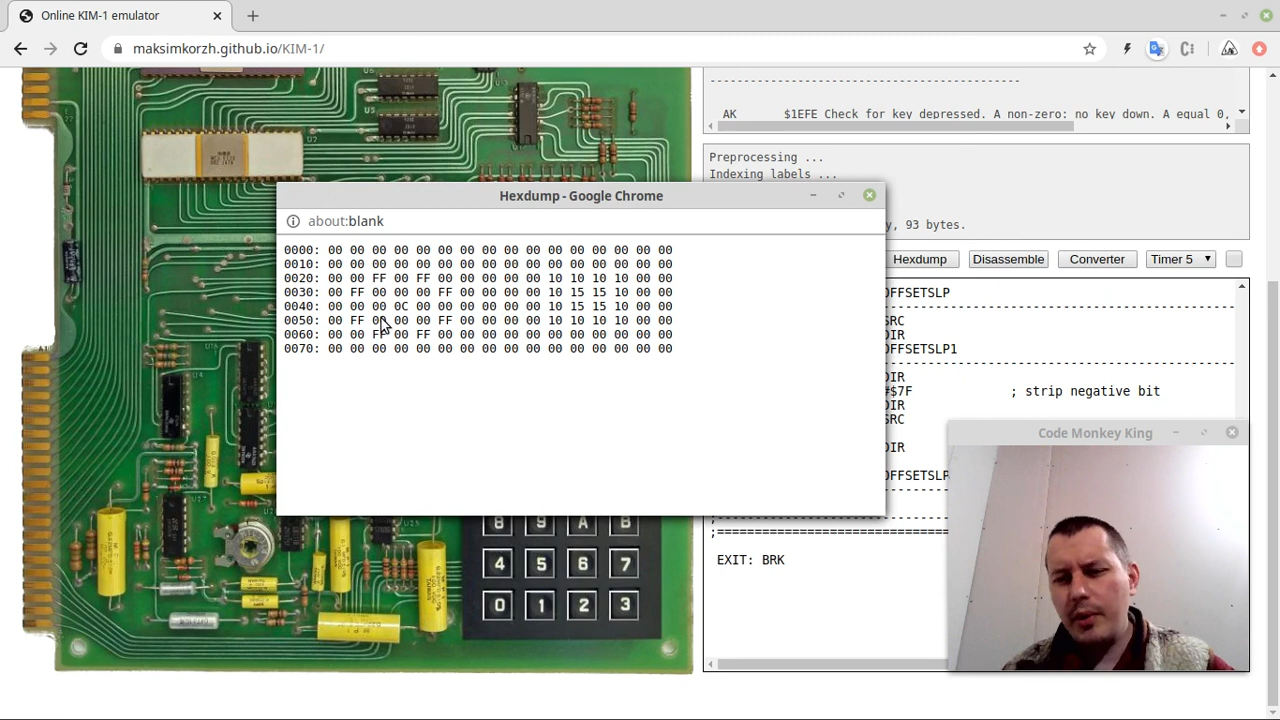 Online KIM-1 emulator
maksimkorzh.github.io/KIM-1/
AK $1EFE Check for key depressed. A non-zero: no key down. A equal 0,
Preprocessing ...
Indexing labels ...
y, 93 bytes.
Hexdump Disassemble Converter Timer 5
Hexdump - Google Chrome
about:blank
0000: 00 00 00 00 00 00 00 00 00 00 00 00 00 00 00 00
0010: 00 00 00 00 00 00 00 00 00 00 00 00 00 00 00 00
0020: 00 00 FF 00 FF 00 00 00 00 00 10 10 10 10 00 00
0030: 00 FF 00 00 00 FF 00 00 00 00 10 15 15 10 00 00
0040: 00 00 00 0C 00 00 00 00 00 00 10 15 15 10 00 00
0050: 00 FF 00 00 00 FF 00 00 00 00 10 10 10 10 00 00
0060: 00 00 FF 00 FF 00 00 00 00 00 00 00 00 00 00 00
0070: 00 00 00 00 00 00 00 00 00 00 00 00 00 00 00 00
OFFSETSLP
SRC
DIR
OFFSETSLP1
DIR
#$7F ; strip negative bit
DIR
SRC
DIR
OFFSETSLP
;
;==============================
EXIT: BRK
Code Monkey King
U2
U4
8 9 A B
4 5 6 7
0 1 2 3